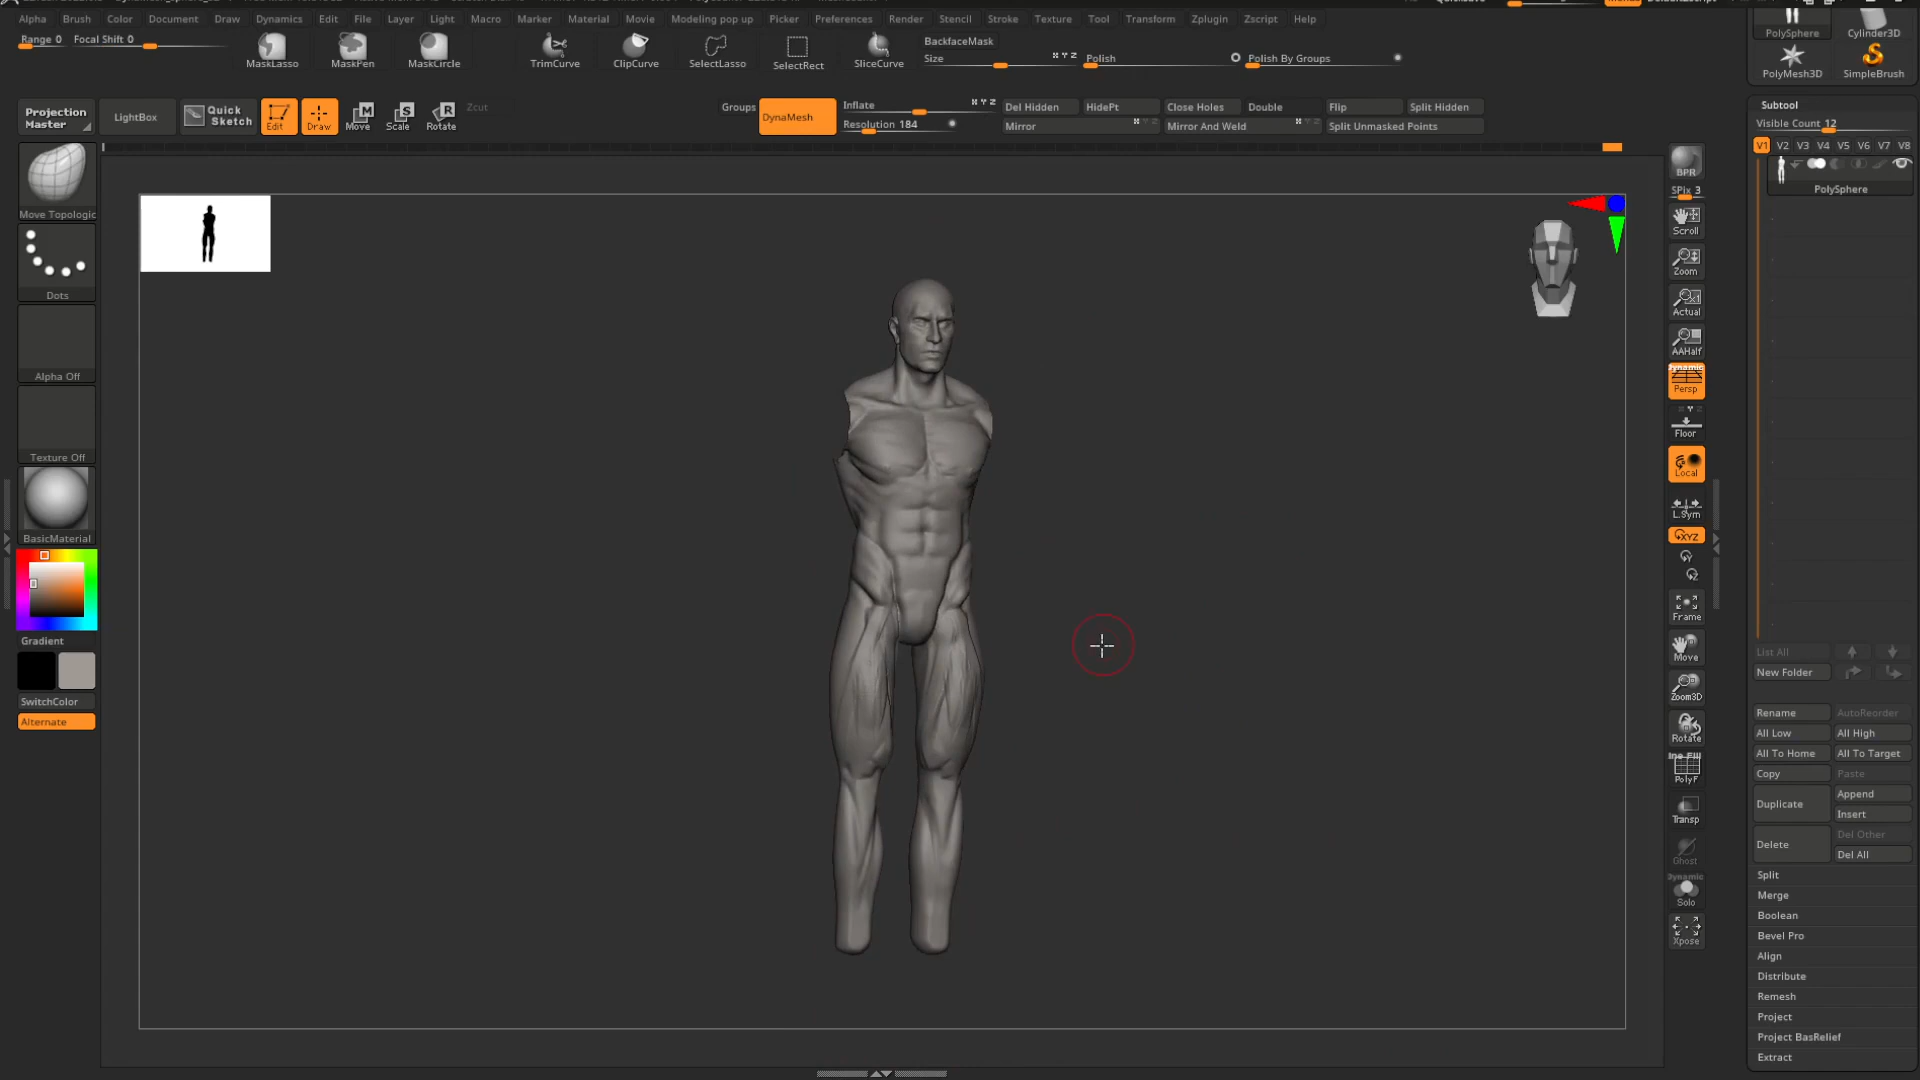 Alpha Brush Color Document Draw Dynamics Edit File Layer Light Macro Marker Material Movie Modeling pop up Picker Preferences Render Stencil Stroke Texture Tool Transform Zplugin Zscript Help
Range 0 Focal Shift 0
MaskLasso MaskPen MaskCircle TrimCurve ClipCurve SelectLasso SelectRect SliceCurve
BackfaceMask
Size X Y Z Polish Polish By Groups
PolySphere Cylinder3D
PolyMesh3D SimpleBrush
Projection Master
LightBox
Quick Sketch
Edit Draw Move Scale Rotate
Zcut
Groups DynaMesh
Inflate X Y Z
Resolution 184
Del Hidden HidePt Close Holes Double Flip Split Hidden
Mirror Mirror And Weld Split Unmasked Points
Move Topologic
Dots
Alpha Off
Texture Off
BasicMaterial
Gradient
SwitchColor
Alternate
BPR
SPix 3
Scroll
Zoom
Actual
AAHalf
Dynamic
Persp
Floor
Local
L.Sym
XYZ
Y
Z
Frame
Move
Zoom3D
Rotate
Line Fill
PolyF
Transp
Ghost
Dynamic
Solo
Xpose
Subtool
Visible Count 12
V1 V2 V3 V4 V5 V6 V7 V8
PolySphere
List All
New Folder
Rename AutoReorder
All Low All High
All To Home All To Target
Copy Paste
Duplicate Append
Insert
Delete Del Other
Del All
Split
Merge
Boolean
Bevel Pro
Align
Distribute
Remesh
Project
Project BasRelief
Extract